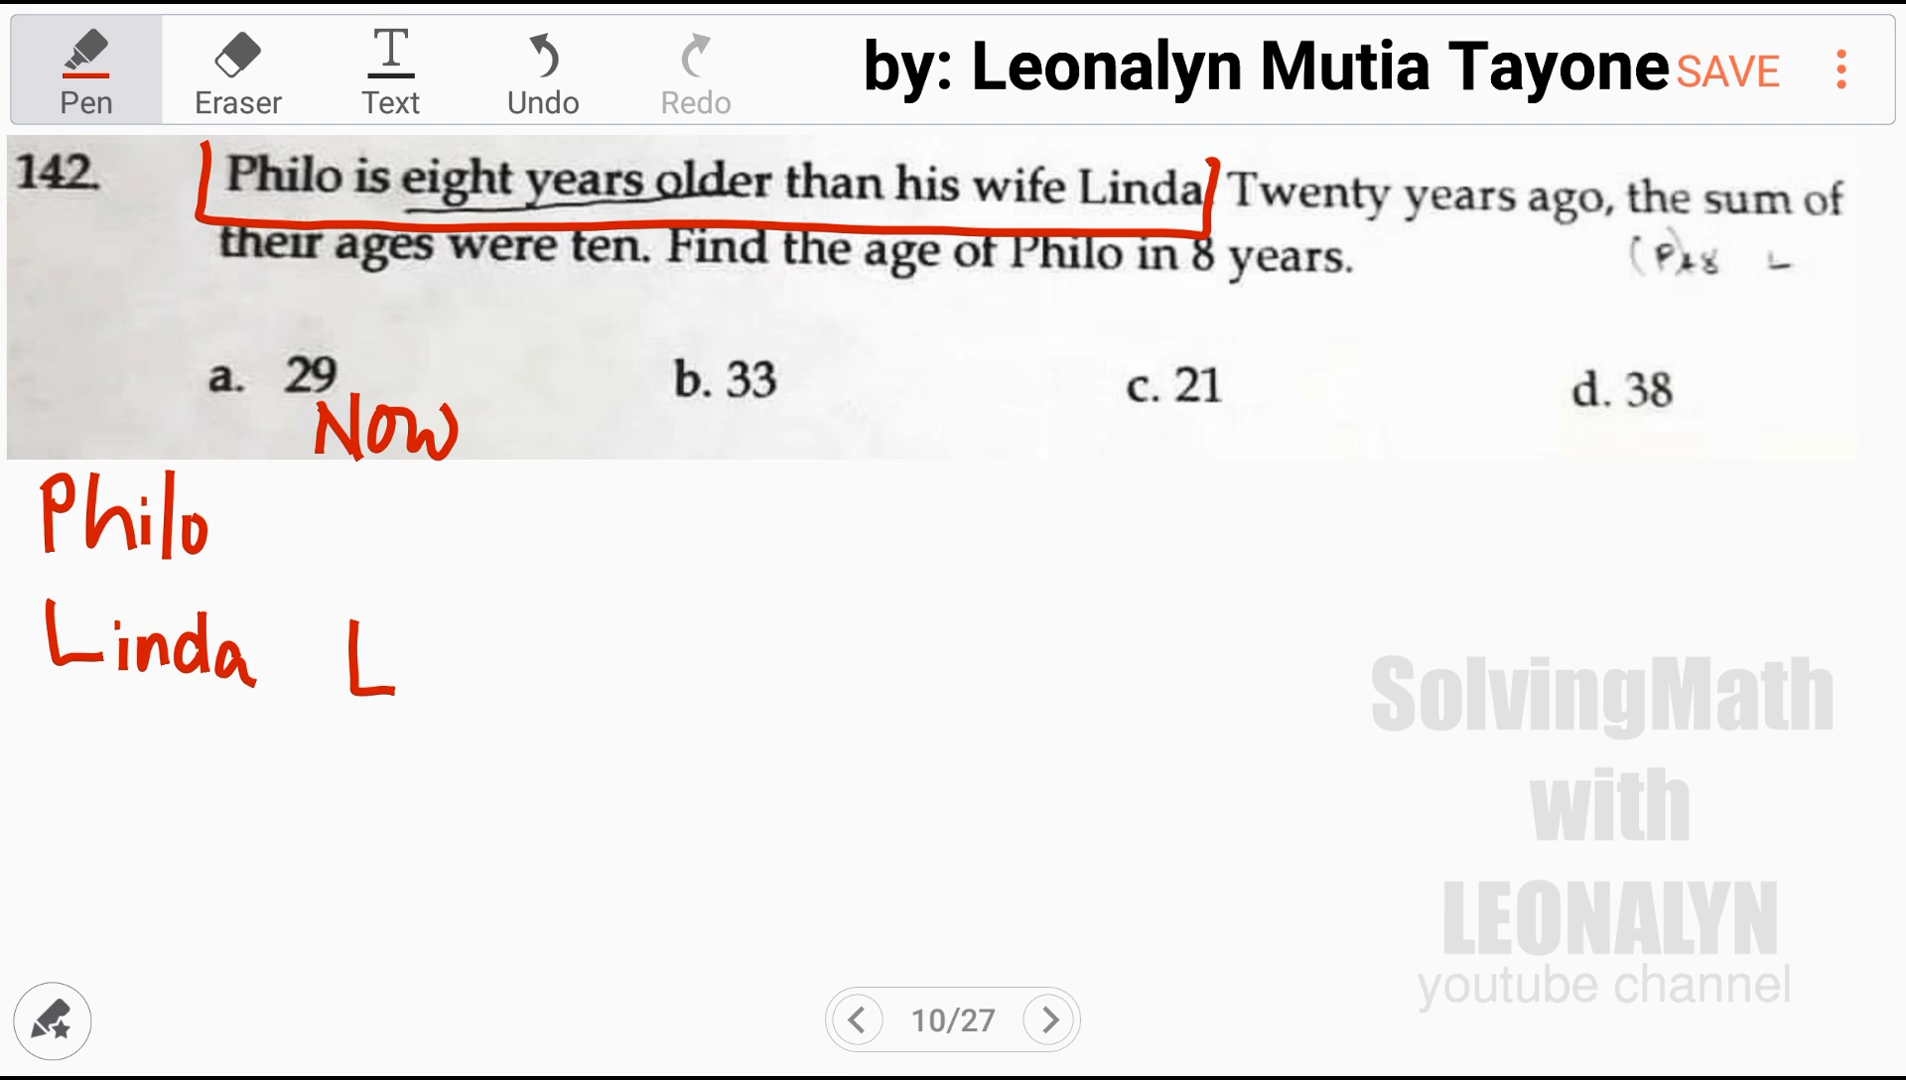 Pen Eraser Text Undo Redo by: Leonalyn Mutia Tayone SAVE
142. Philo is eight years older than his wife Linda. Twenty years ago, the sum of
their ages were ten. Find the age of Philo in 8 years.
(P)+8 L
a. 29 b. 33 c. 21 d. 38
Now
Philo
Linda L
SolvingMath
with
LEONALYN
youtube channel
10/27